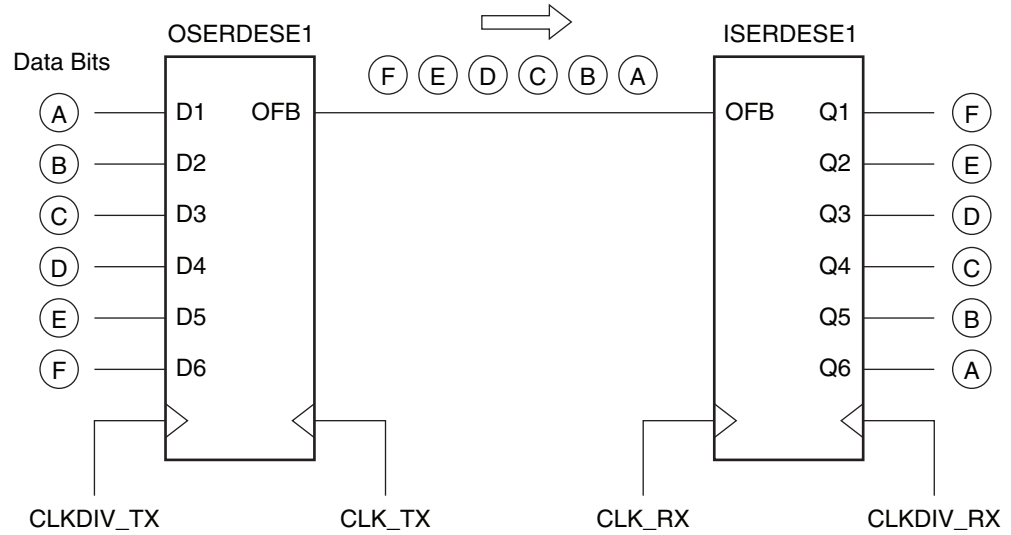 OSERDESE1
ISERDESE1
Data Bits
F E D C B A
A D1 OFB
OFB Q1 F
B D2
Q2 E
C D3
Q3 D
D D4
Q4 C
E D5
Q5 B
F D6
Q6 A
CLKDIV_TX
CLK_TX
CLK_RX
CLKDIV_RX